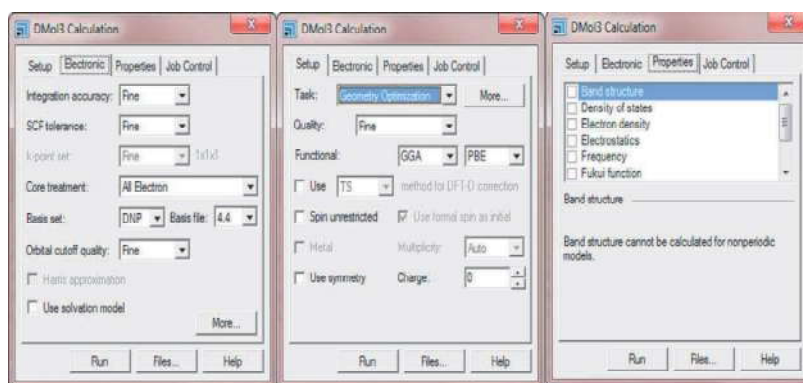 DMol3 Calculation
Setup Electronic Properties Job Control
Integration accuracy: Fine
SCF tolerance: Fine
k-point set: Fine 1x1x1
Core treatment: All Electron
Basis set: DNP Basis file: 4.4
Orbital cutoff quality: Fine
Harris approximation
Use solvation model
More...
Run Files... Help
DMol3 Calculation
Setup Electronic Properties Job Control
Task: Geometry Optimization More...
Quality: Fine
Functional: GGA PBE
Use TS method for DFT-D correction
Spin unrestricted Use formal spin as initial
Metal Multiplicity: Auto
Use symmetry Charge: 0
Run Files... Help
DMol3 Calculation
Setup Electronic Properties Job Control
Band structure
Density of states
Electron density
Electrostatics
Frequency
Fukui function
Band structure
Band structure cannot be calculated for nonperiodic
models.
Run Files... Help